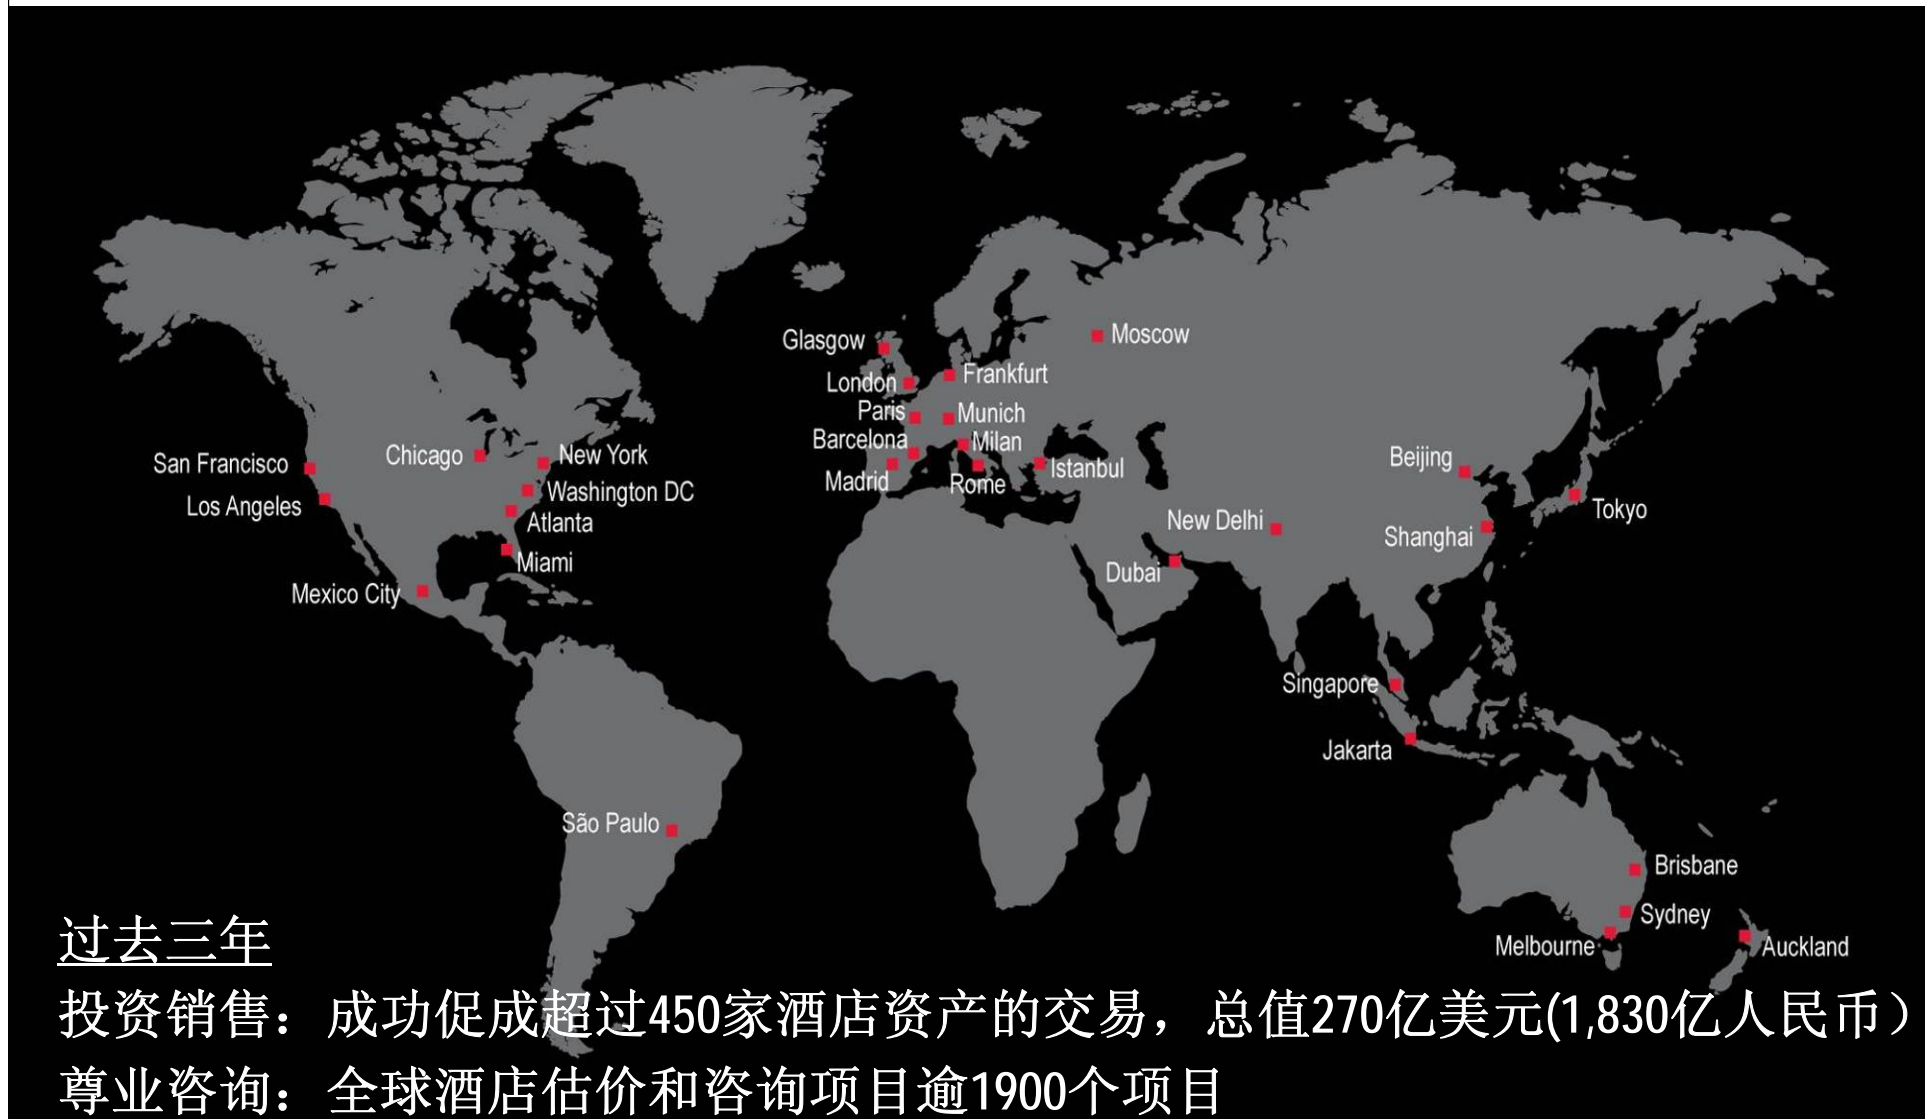 Glasgow
Moscow
London
Frankfurt
Paris
Munich
Barcelona
Milan
Madrid
Rome
Istanbul
San Francisco
Chicago
New York
Los Angeles
Washington DC
Atlanta
Miami
Mexico City
Beijing
Tokyo
New Delhi
Shanghai
Dubai
Singapore
Jakarta
São Paulo
Brisbane
Sydney
Melbourne
Auckland
过去三年
投资销售：成功促成超过450家酒店资产的交易，总值270亿美元(1,830亿人民币）
尊业咨询：全球酒店估价和咨询项目逾1900个项目